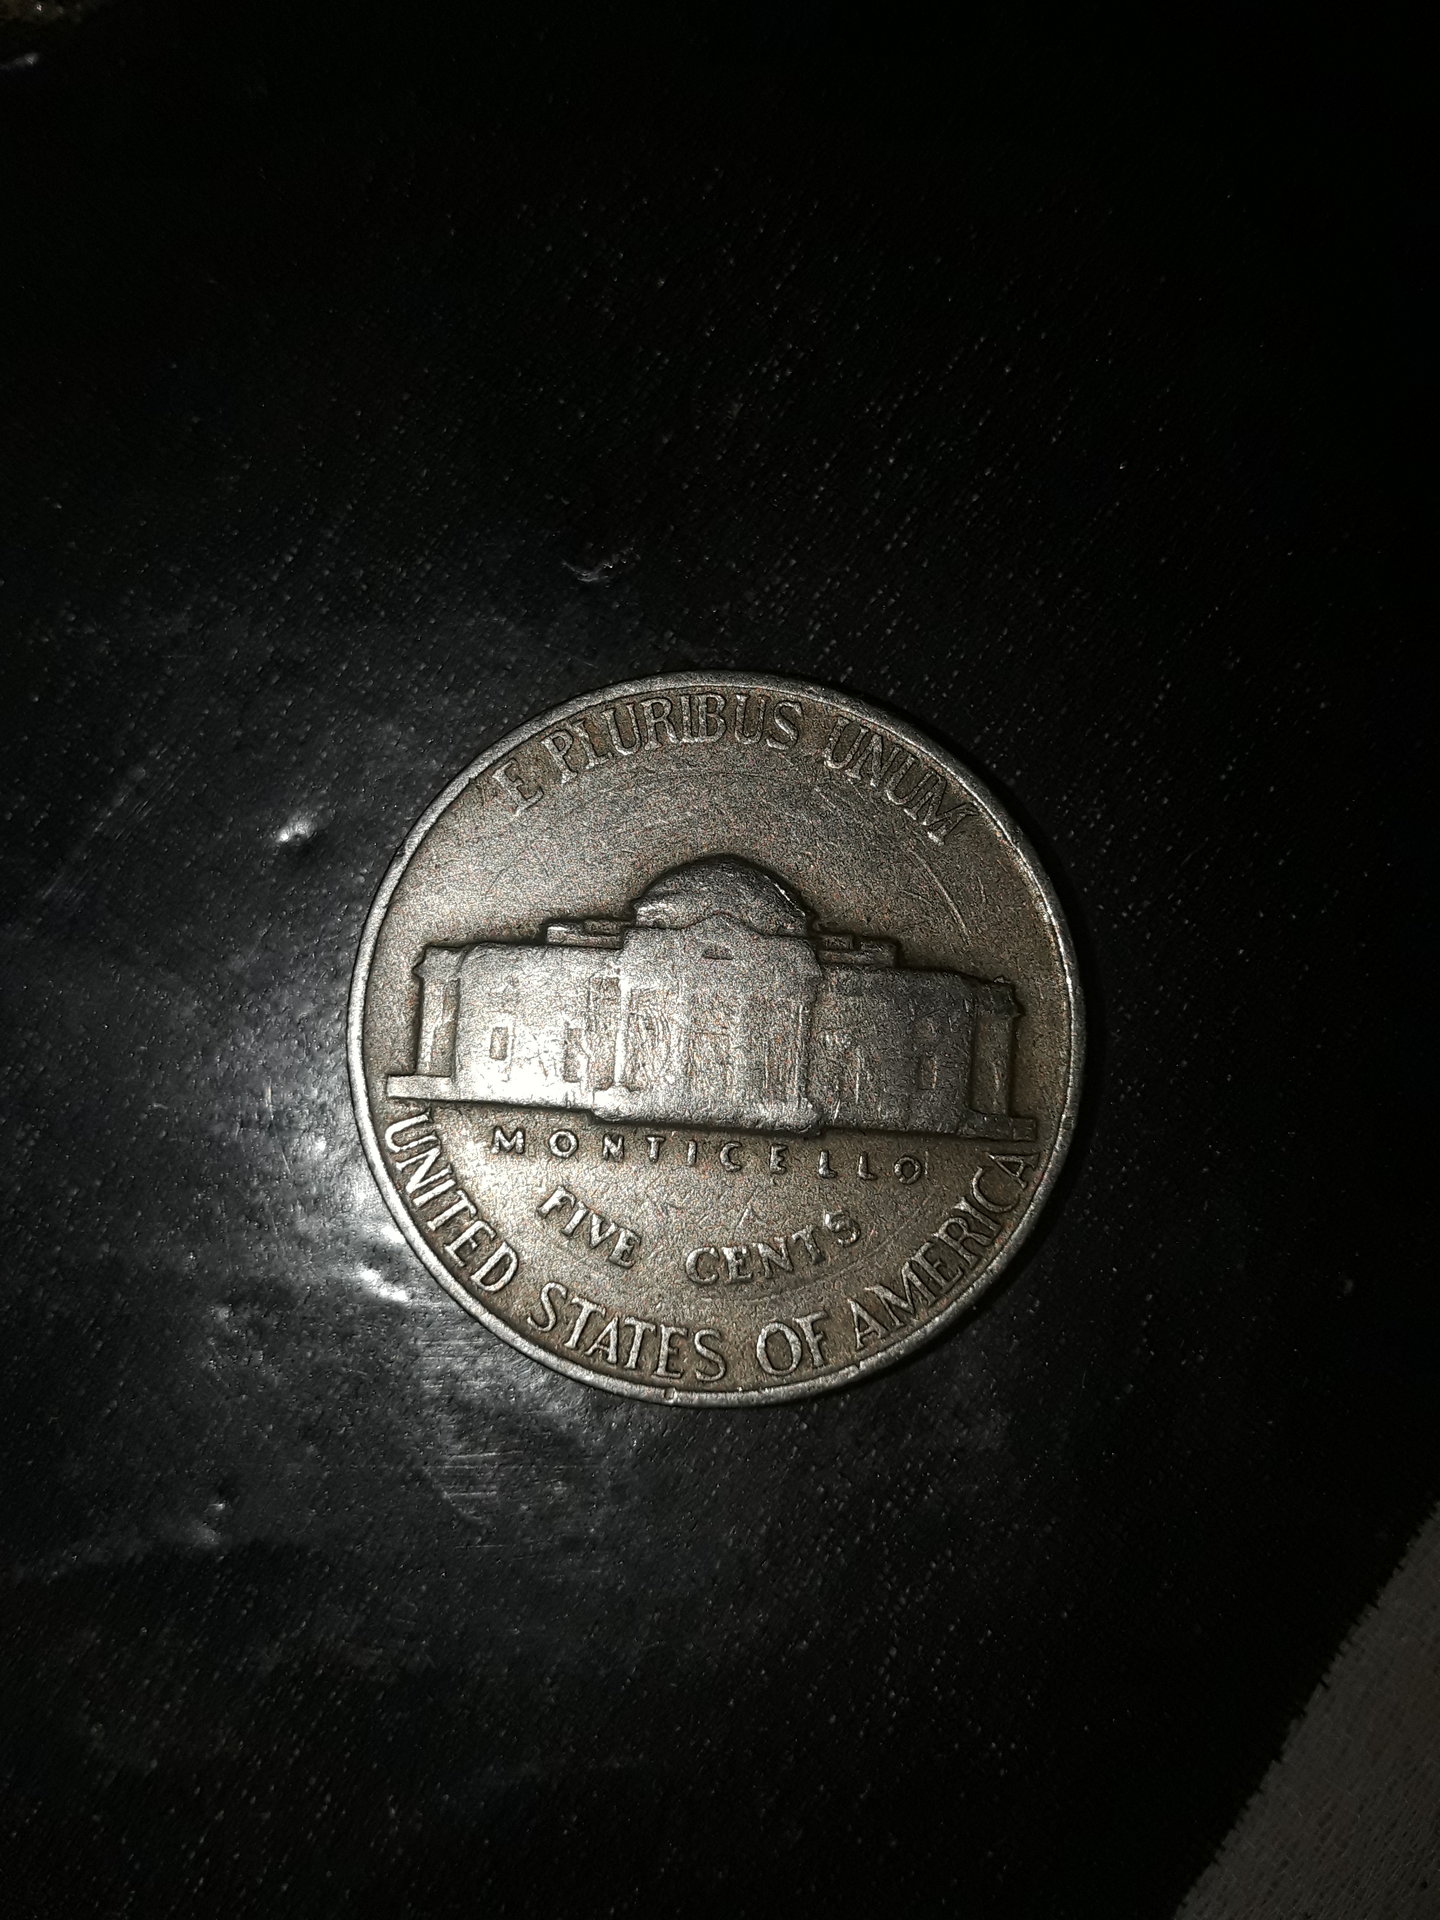 E PLURIBUS UNUM
MONTICELLO
FIVE CENTS
UNITED STATES OF AMERICA